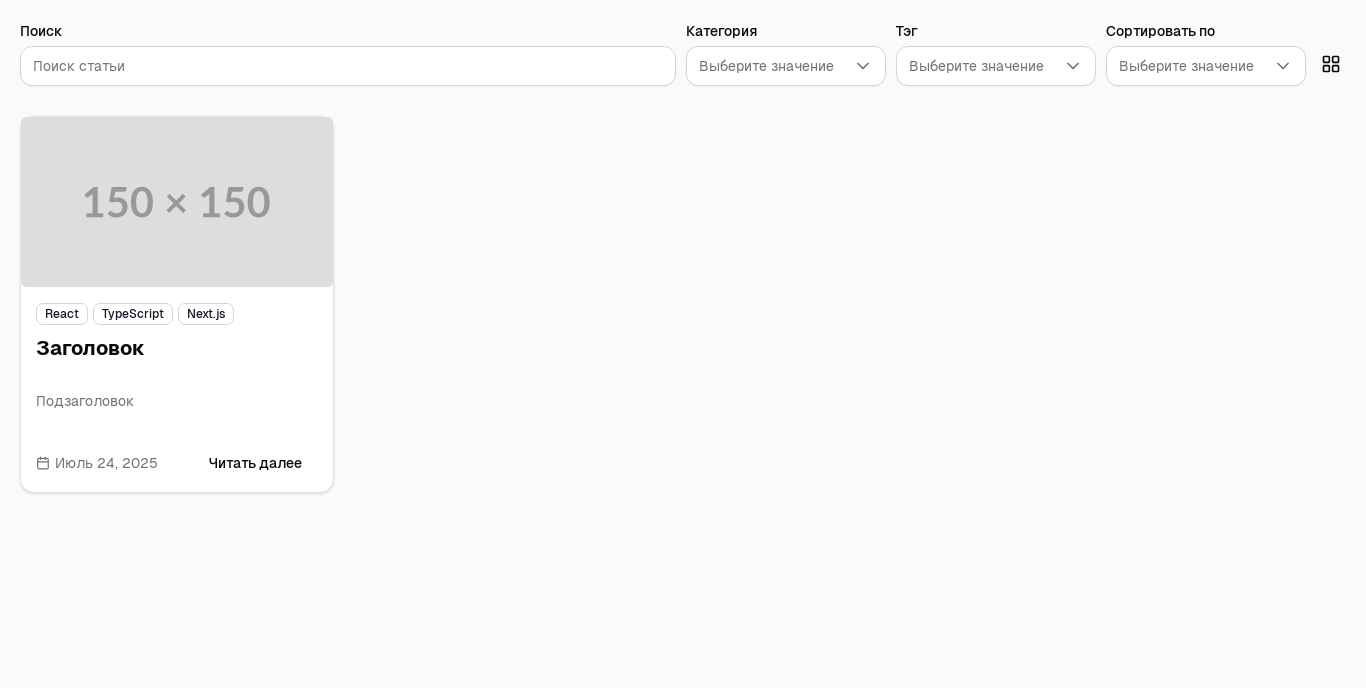 Поиск
Категория
Тэг
Сортировать по
Поиск статьи
Выберите значение
Выберите значение
Выберите значение
150 × 150
React
TypeScript
Next.js
Заголовок
Подзаголовок
Июль 24, 2025
Читать далее